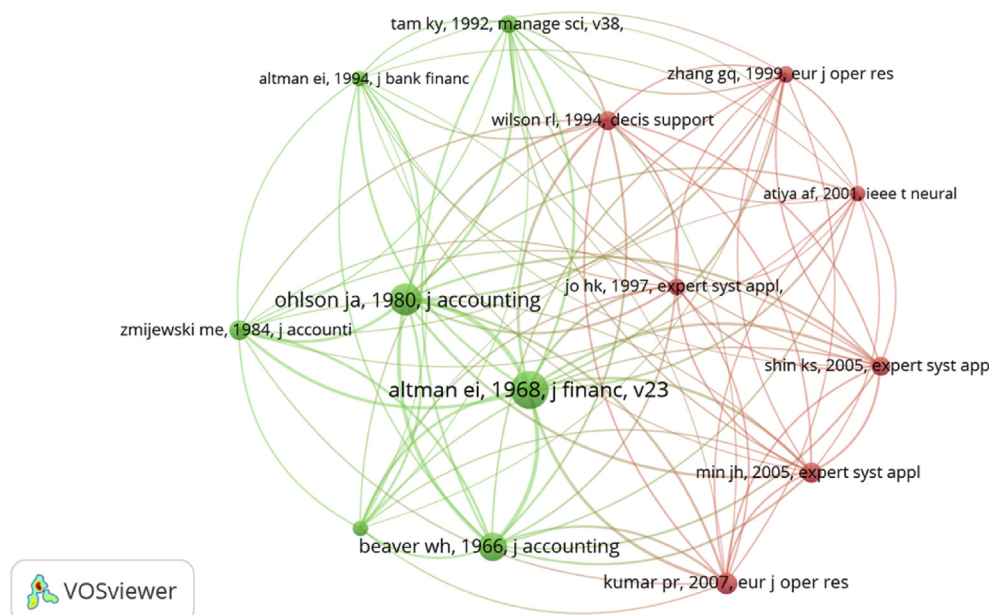 tam ky, 1992, manage sci, v38,
altman ei, 1994, j bank financ
zhang gq, 1999, eur j oper res
wilson rl, 1994, decis support
atiya af, 2001, ieee t neural
jo hk, 1997, expert syst appl,
ohlson ja, 1980, j accounting
zmijewski me, 1984, j accounti
shin ks, 2005, expert syst app
altman ei, 1968, j financ, v23
min jh, 2005, expert syst appl
beaver wh, 1966, j accounting
kumar pr, 2007, eur j oper res
VOSviewer